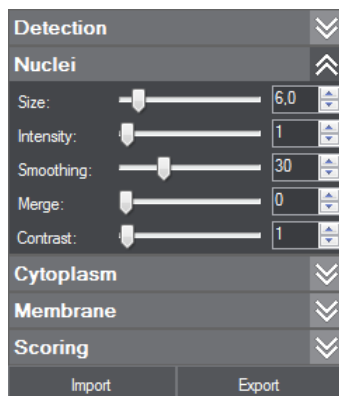 Detection
Nuclei
Size: 6,0
Intensity: 1
Smoothing: 30
Merge: 0
Contrast: 1
Cytoplasm
Membrane
Scoring
Import Export